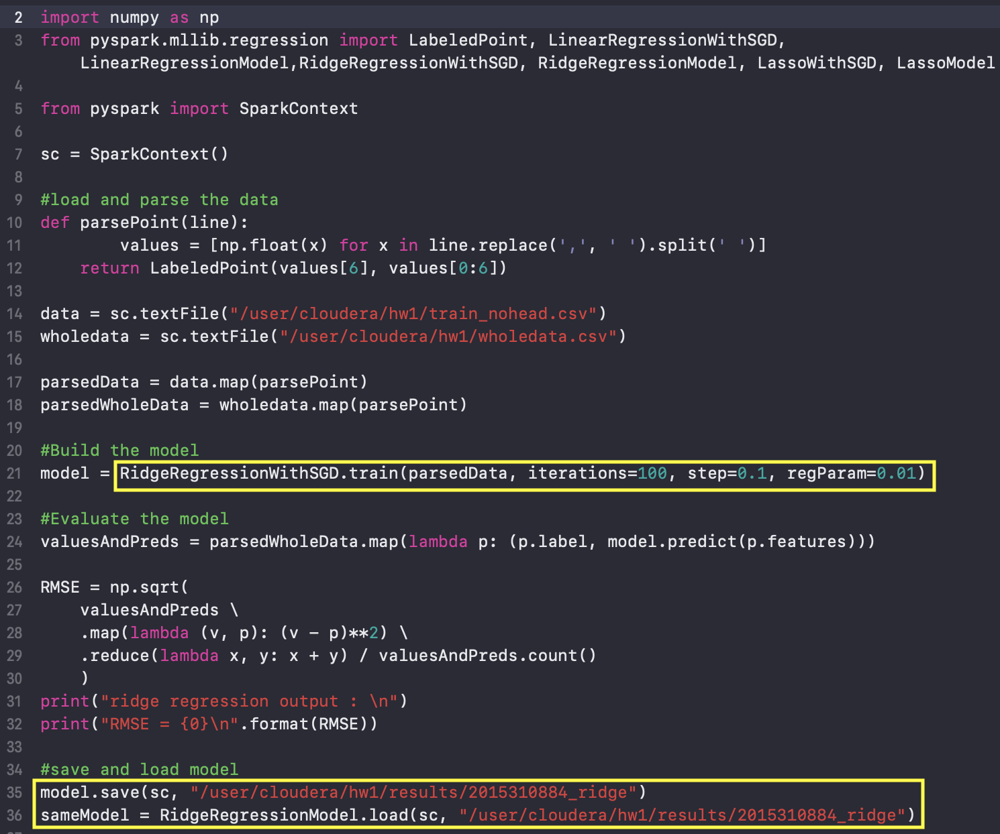 2 import numpy as np
3 from pyspark.mllib.regression import LabeledPoint, LinearRegressionWithSGD,
LinearRegressionModel,RidgeRegressionWithSGD, RidgeRegressionModel, LassoWithSGD, LassoModel
4
5 from pyspark import SparkContext
6
7 sc = SparkContext()
8
9 #load and parse the data
10 def parsePoint(line):
11         values = [np.float(x) for x in line.replace(',', ' ').split(' ')]
12     return LabeledPoint(values[6], values[0:6])
13
14 data = sc.textFile("/user/cloudera/hw1/train_nohead.csv")
15 wholedata = sc.textFile("/user/cloudera/hw1/wholedata.csv")
16
17 parsedData = data.map(parsePoint)
18 parsedWholeData = wholedata.map(parsePoint)
19
20 #Build the model
21 model = RidgeRegressionWithSGD.train(parsedData, iterations=100, step=0.1, regParam=0.01)
22
23 #Evaluate the model
24 valuesAndPreds = parsedWholeData.map(lambda p: (p.label, model.predict(p.features)))
25
26 RMSE = np.sqrt(
27     valuesAndPreds \
28     .map(lambda (v, p): (v - p)**2) \
29     .reduce(lambda x, y: x + y) / valuesAndPreds.count()
30     )
31 print("ridge regression output : \n")
32 print("RMSE = {0}\n".format(RMSE))
33
34 #save and load model
35 model.save(sc, "/user/cloudera/hw1/results/2015310884_ridge")
36 sameModel = RidgeRegressionModel.load(sc, "/user/cloudera/hw1/results/2015310884_ridge")